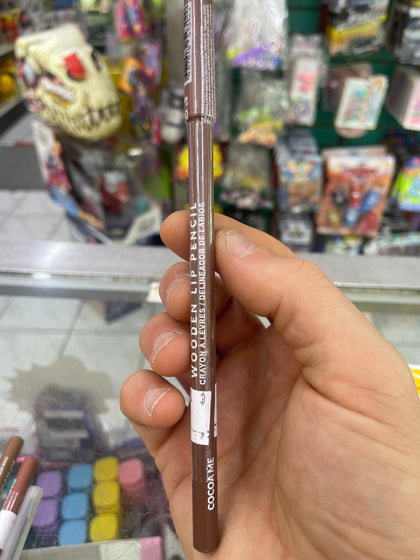 WOODEN LIP PENCIL
CRAYON À LÈVRES / DELINEADOR DE LABIOS
COCOA ME